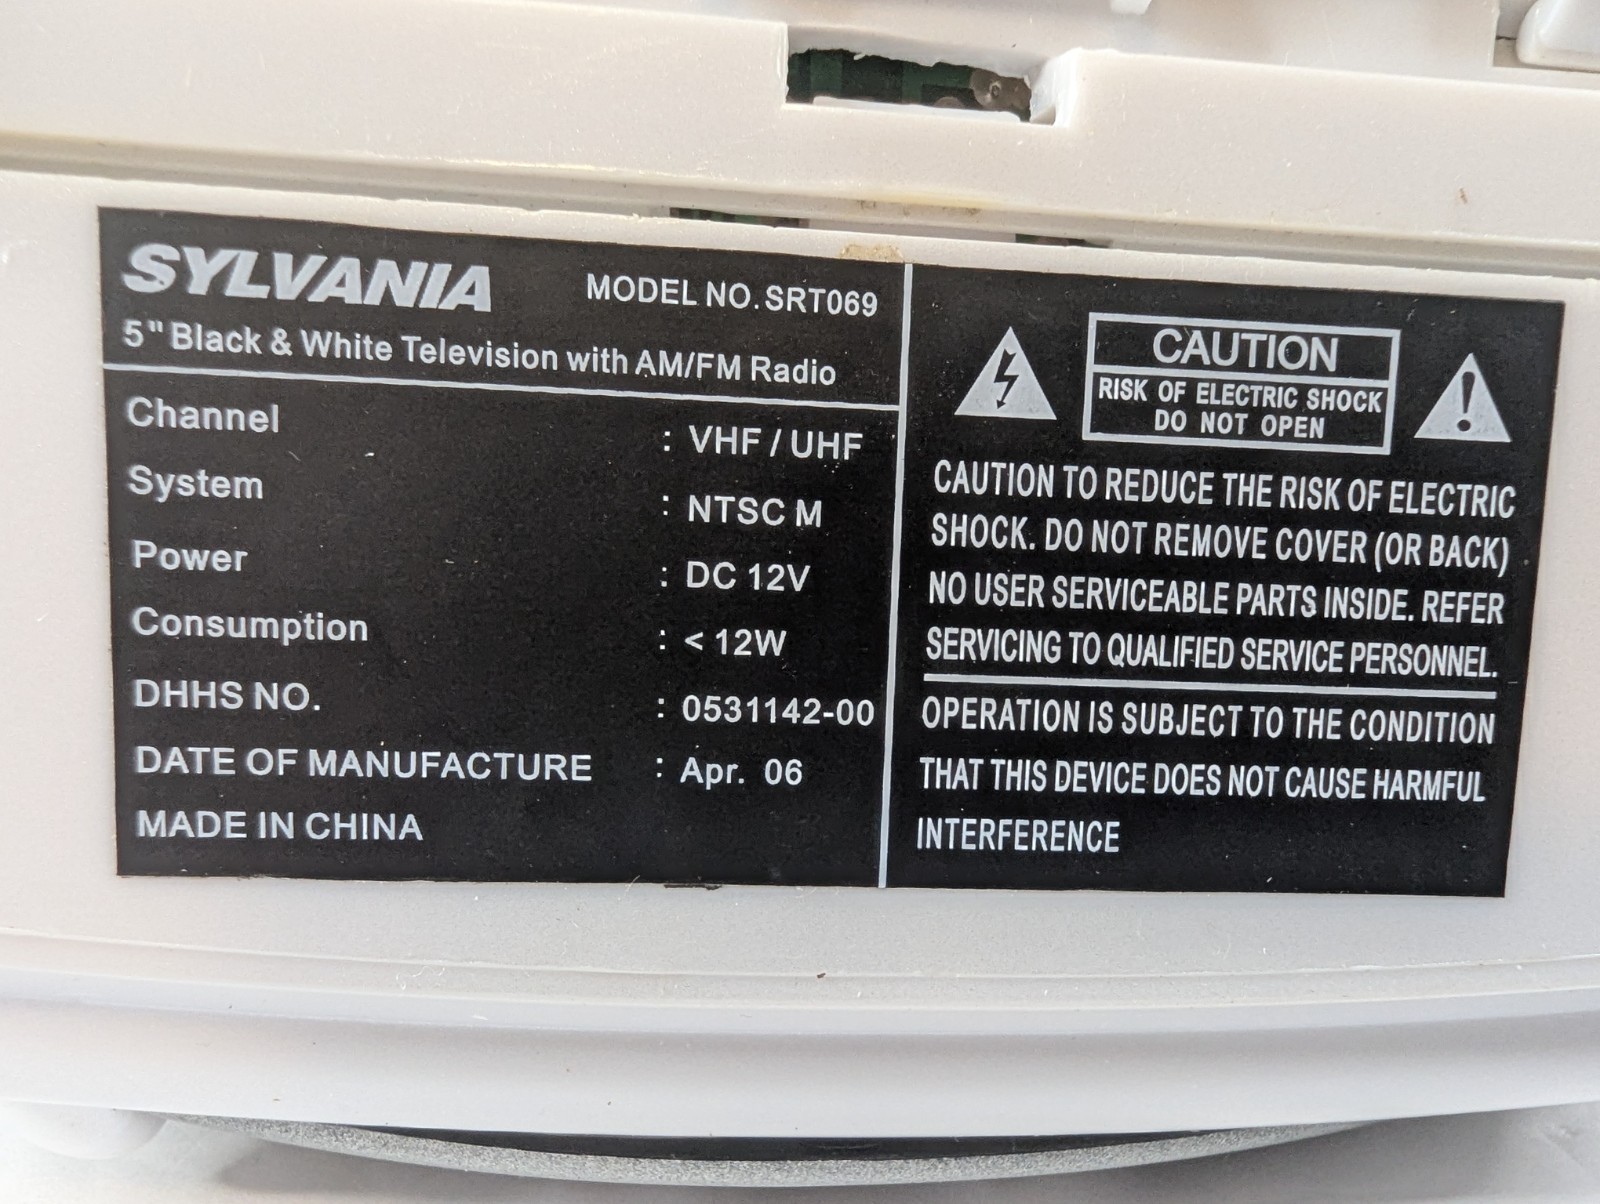 SYLVANIA
MODEL NO. SRT069
5" Black & White Television with AM/FM Radio
Channel : VHF / UHF
System : NTSC M
Power : DC 12V
Consumption : < 12W
DHHS NO. : 0531142-00
DATE OF MANUFACTURE : Apr. 06
MADE IN CHINA
CAUTION
RISK OF ELECTRIC SHOCK
DO NOT OPEN
CAUTION TO REDUCE THE RISK OF ELECTRIC
SHOCK. DO NOT REMOVE COVER (OR BACK)
NO USER SERVICEABLE PARTS INSIDE. REFER
SERVICING TO QUALIFIED SERVICE PERSONNEL.
OPERATION IS SUBJECT TO THE CONDITION
THAT THIS DEVICE DOES NOT CAUSE HARMFUL
INTERFERENCE